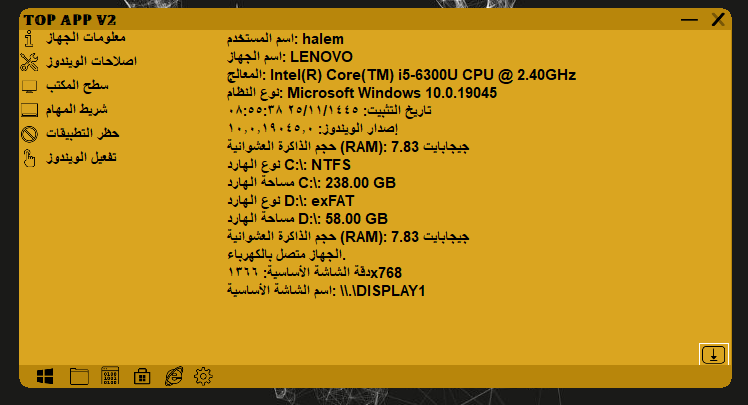 TOP APP V2
معلومات الجهاز
اصلاحات الويندوز
سطح المكتب
شريط المهام
حظر التطبيقات
تفعيل الويندوز
اسم المستخدم: halem
اسم الجهاز: LENOVO
المعالج: Intel(R) Core(TM) i5-6300U CPU @ 2.40GHz
نوع النظام: Microsoft Windows 10.0.19045
تاريخ التثبيت: ٢٥/١١/١٤٤٥ ٠٨:٥٥:٣٨
إصدار الويندوز: ١٠,٠,١٩٠٤٥,٠
حجم الذاكرة العشوائية (RAM): 7.83 جيجابايت
نوع الهارد C:\: NTFS
مساحة الهارد C:\: 238.00 GB
نوع الهارد D:\: exFAT
مساحة الهارد D:\: 58.00 GB
حجم الذاكرة العشوائية (RAM): 7.83 جيجابايت
الجهاز متصل بالكهرباء.
دقة الشاشة الأساسية: ١٣٦٦x768
اسم الشاشة الأساسية: \\.\DISPLAY1